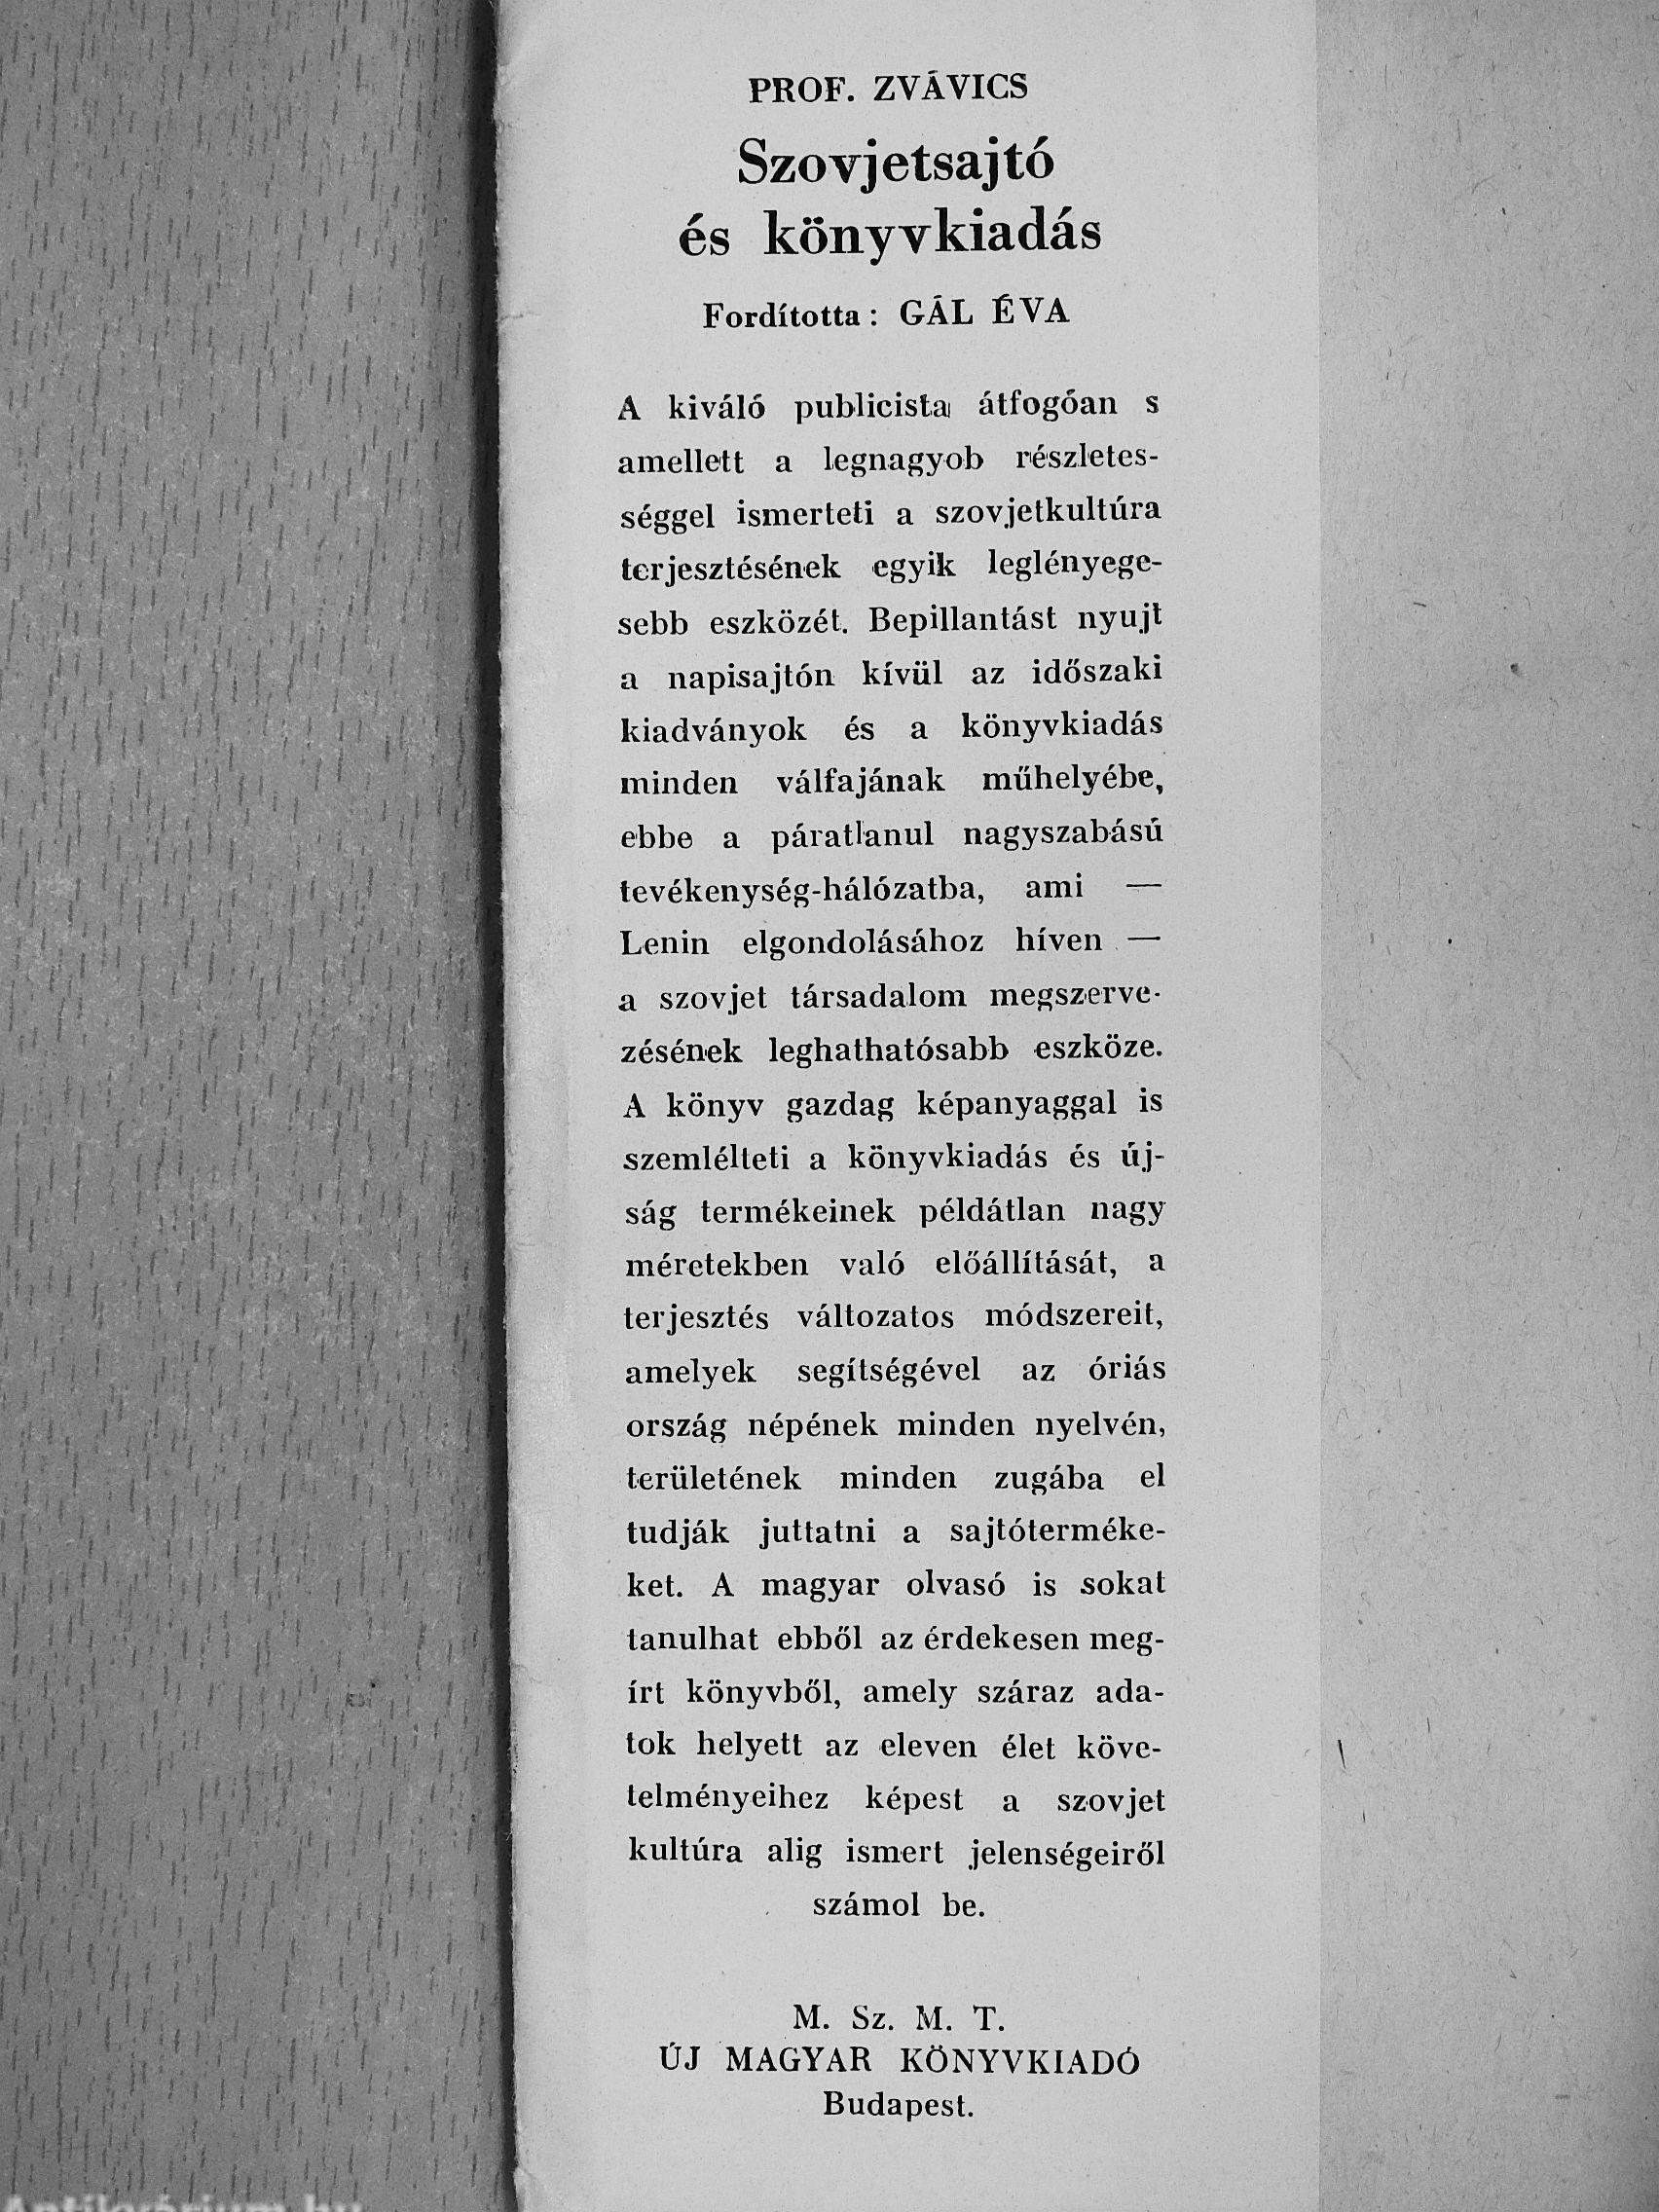 PROF. ZVÁVICS
Szovjetsajtó
és könyvkiadás
Fordította: GÁL ÉVA
A kiváló publicista átfogóan s
amellett a legnagyob részletes-
séggel ismerteti a szovjetkultúra
terjesztésének egyik leglényege-
sebb eszközét. Bepillantást nyujt
a napisajtón kívül az időszaki
kiadványok és a könyvkiadás
minden válfajának műhelyébe,
ebbe a páratlanul nagyszabású
tevékenység-hálózatba, ami —
Lenin elgondolásához híven —
a szovjet társadalom megszerve-
zésének leghathatósabb eszköze.
A könyv gazdag képanyaggal is
szemlélteti a könyvkiadás és új-
ság termékeinek példátlan nagy
méretekben való előállítását, a
terjesztés változatos módszereit,
amelyek segítségével az óriás
ország népének minden nyelvén,
területének minden zugába el
tudják juttatni a sajtóterméke-
ket. A magyar olvasó is sokat
tanulhat ebből az érdekesen meg-
írt könyvből, amely száraz ada-
tok helyett az eleven élet köve-
telményeihez képest a szovjet
kultúra alig ismert jelenségeiről
számol be.
M. Sz. M. T.
ÚJ MAGYAR KÖNYVKIADÓ
Budapest.
Antikvárium.hu